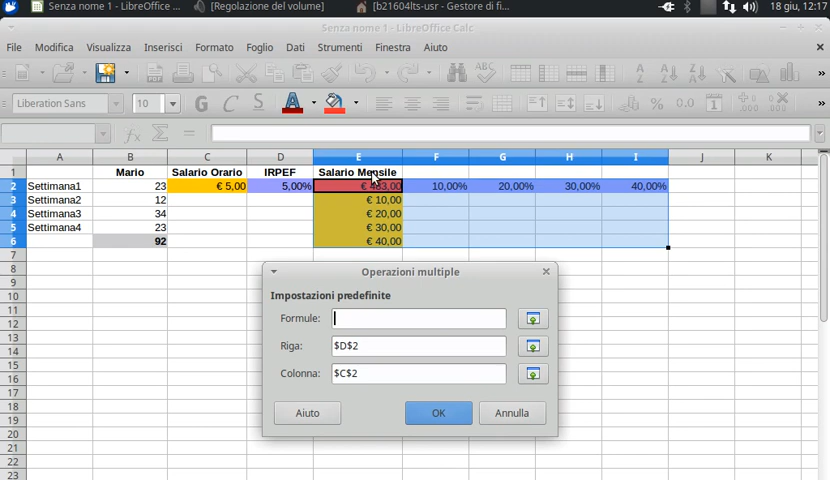 Senza nome 1 - LibreOffice ... [Regolazione del volume] [b21604lts-usr - Gestore di fi... 18 giu, 12:17
Senza nome 1 - LibreOffice Calc
File Modifica Visualizza Inserisci Formato Foglio Dati Strumenti Finestra Aiuto
Liberation Sans 10 G C S A % 0.0
A B C D E F G H I J K
1 Mario Salario Orario IRPEF Salario Mensile
2 Settimana1 23 € 5,00 5,00% 10,00% 20,00% 30,00% 40,00%
3 Settimana2 12 € 10,00
4 Settimana3 34 € 20,00
5 Settimana4 23 € 30,00
6 92 € 40,00
7
8
9
10
11
12
13
14
15
16
17
18
19
20
21
22
23
Operazioni multiple
Impostazioni predefinite
Formule:
Riga: $D$2
Colonna: $C$2
Aiuto OK Annulla